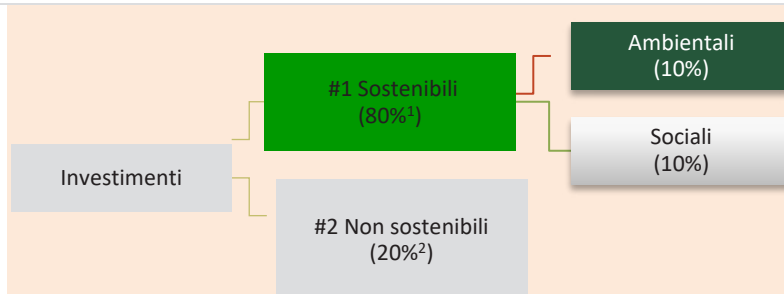 Investimenti
#1 Sostenibili
(80%¹)
#2 Non sostenibili
(20%²)
Ambientali
(10%)
Sociali
(10%)